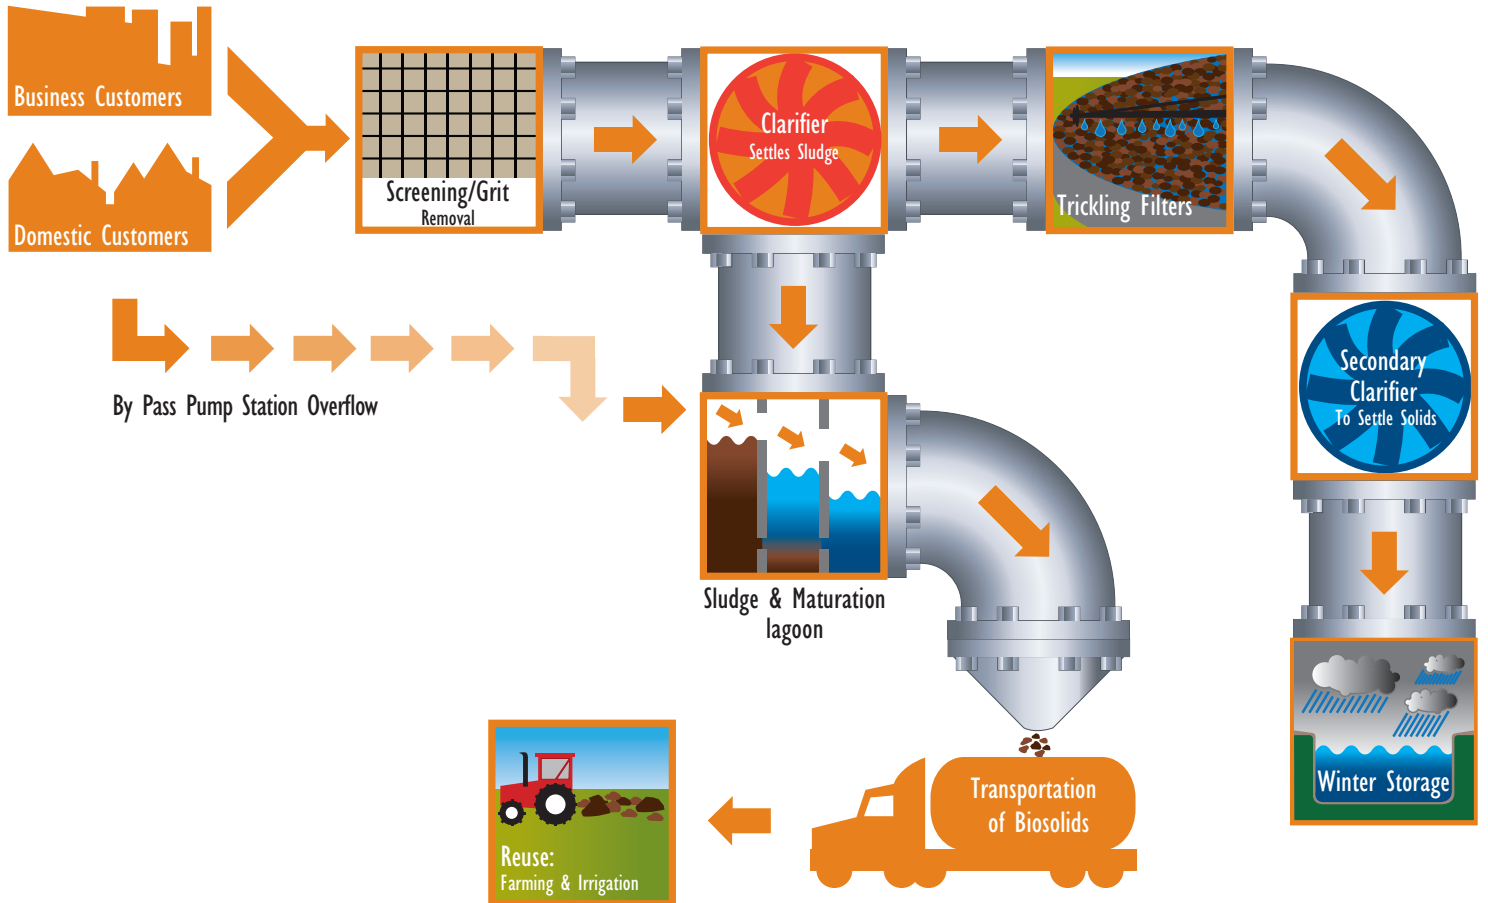 Business Customers
Domestic Customers
Screening/Grit
Removal
Clarifier
Settles Sludge
Trickling Filters
Secondary
Clarifier
To Settle Solids
By Pass Pump Station Overflow
Sludge & Maturation
lagoon
Winter Storage
Transportation
of Biosolids
Reuse:
Farming & Irrigation